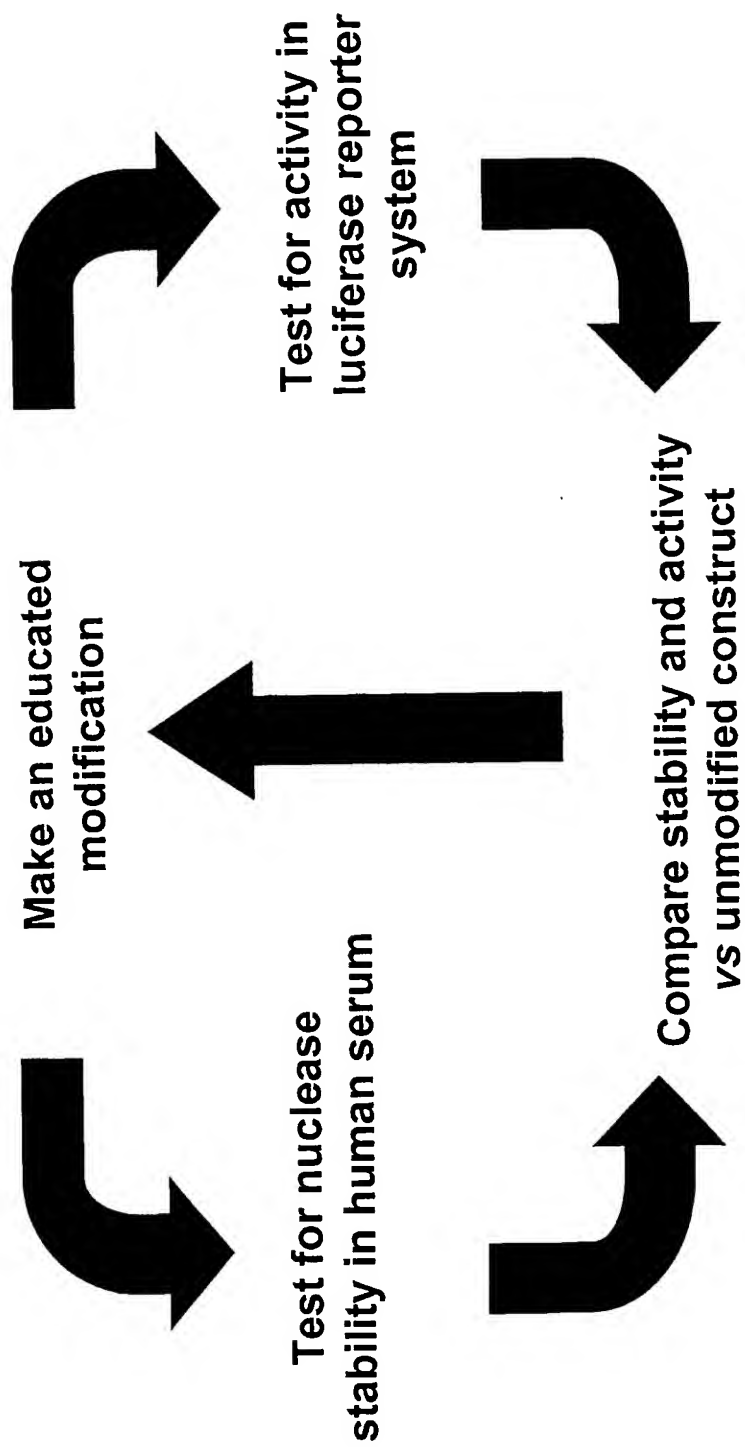 Make an educated
modification
Test for nuclease
stability in human serum
Test for activity in
luciferase reporter
system
Compare stability and activity
vs unmodified construct